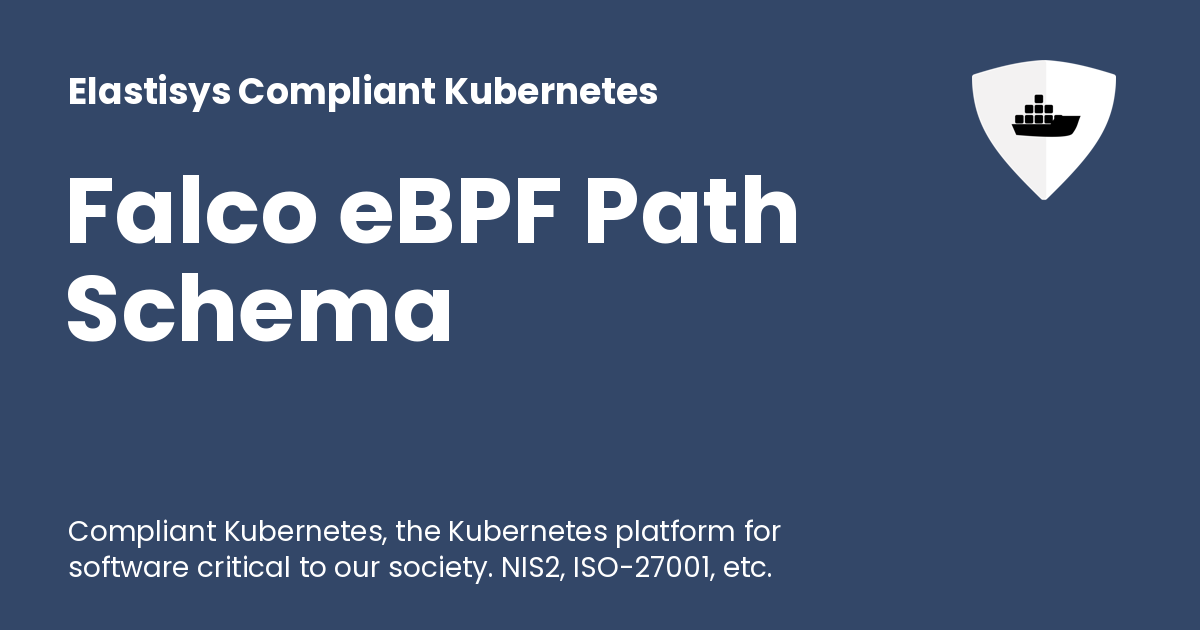 Elastisys Compliant Kubernetes
Falco eBPF Path
Schema
Compliant Kubernetes, the Kubernetes platform for
software critical to our society. NIS2, ISO-27001, etc.